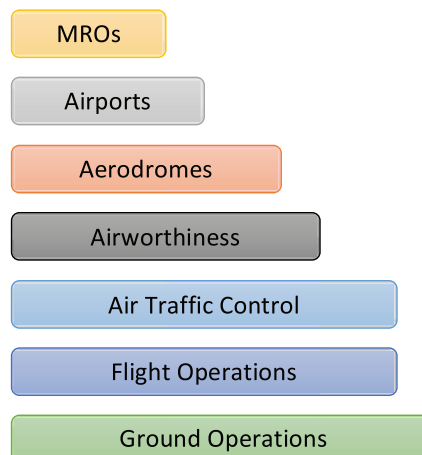 MROs
Airports
Aerodromes
Airworthiness
Air Traffic Control
Flight Operations
Ground Operations